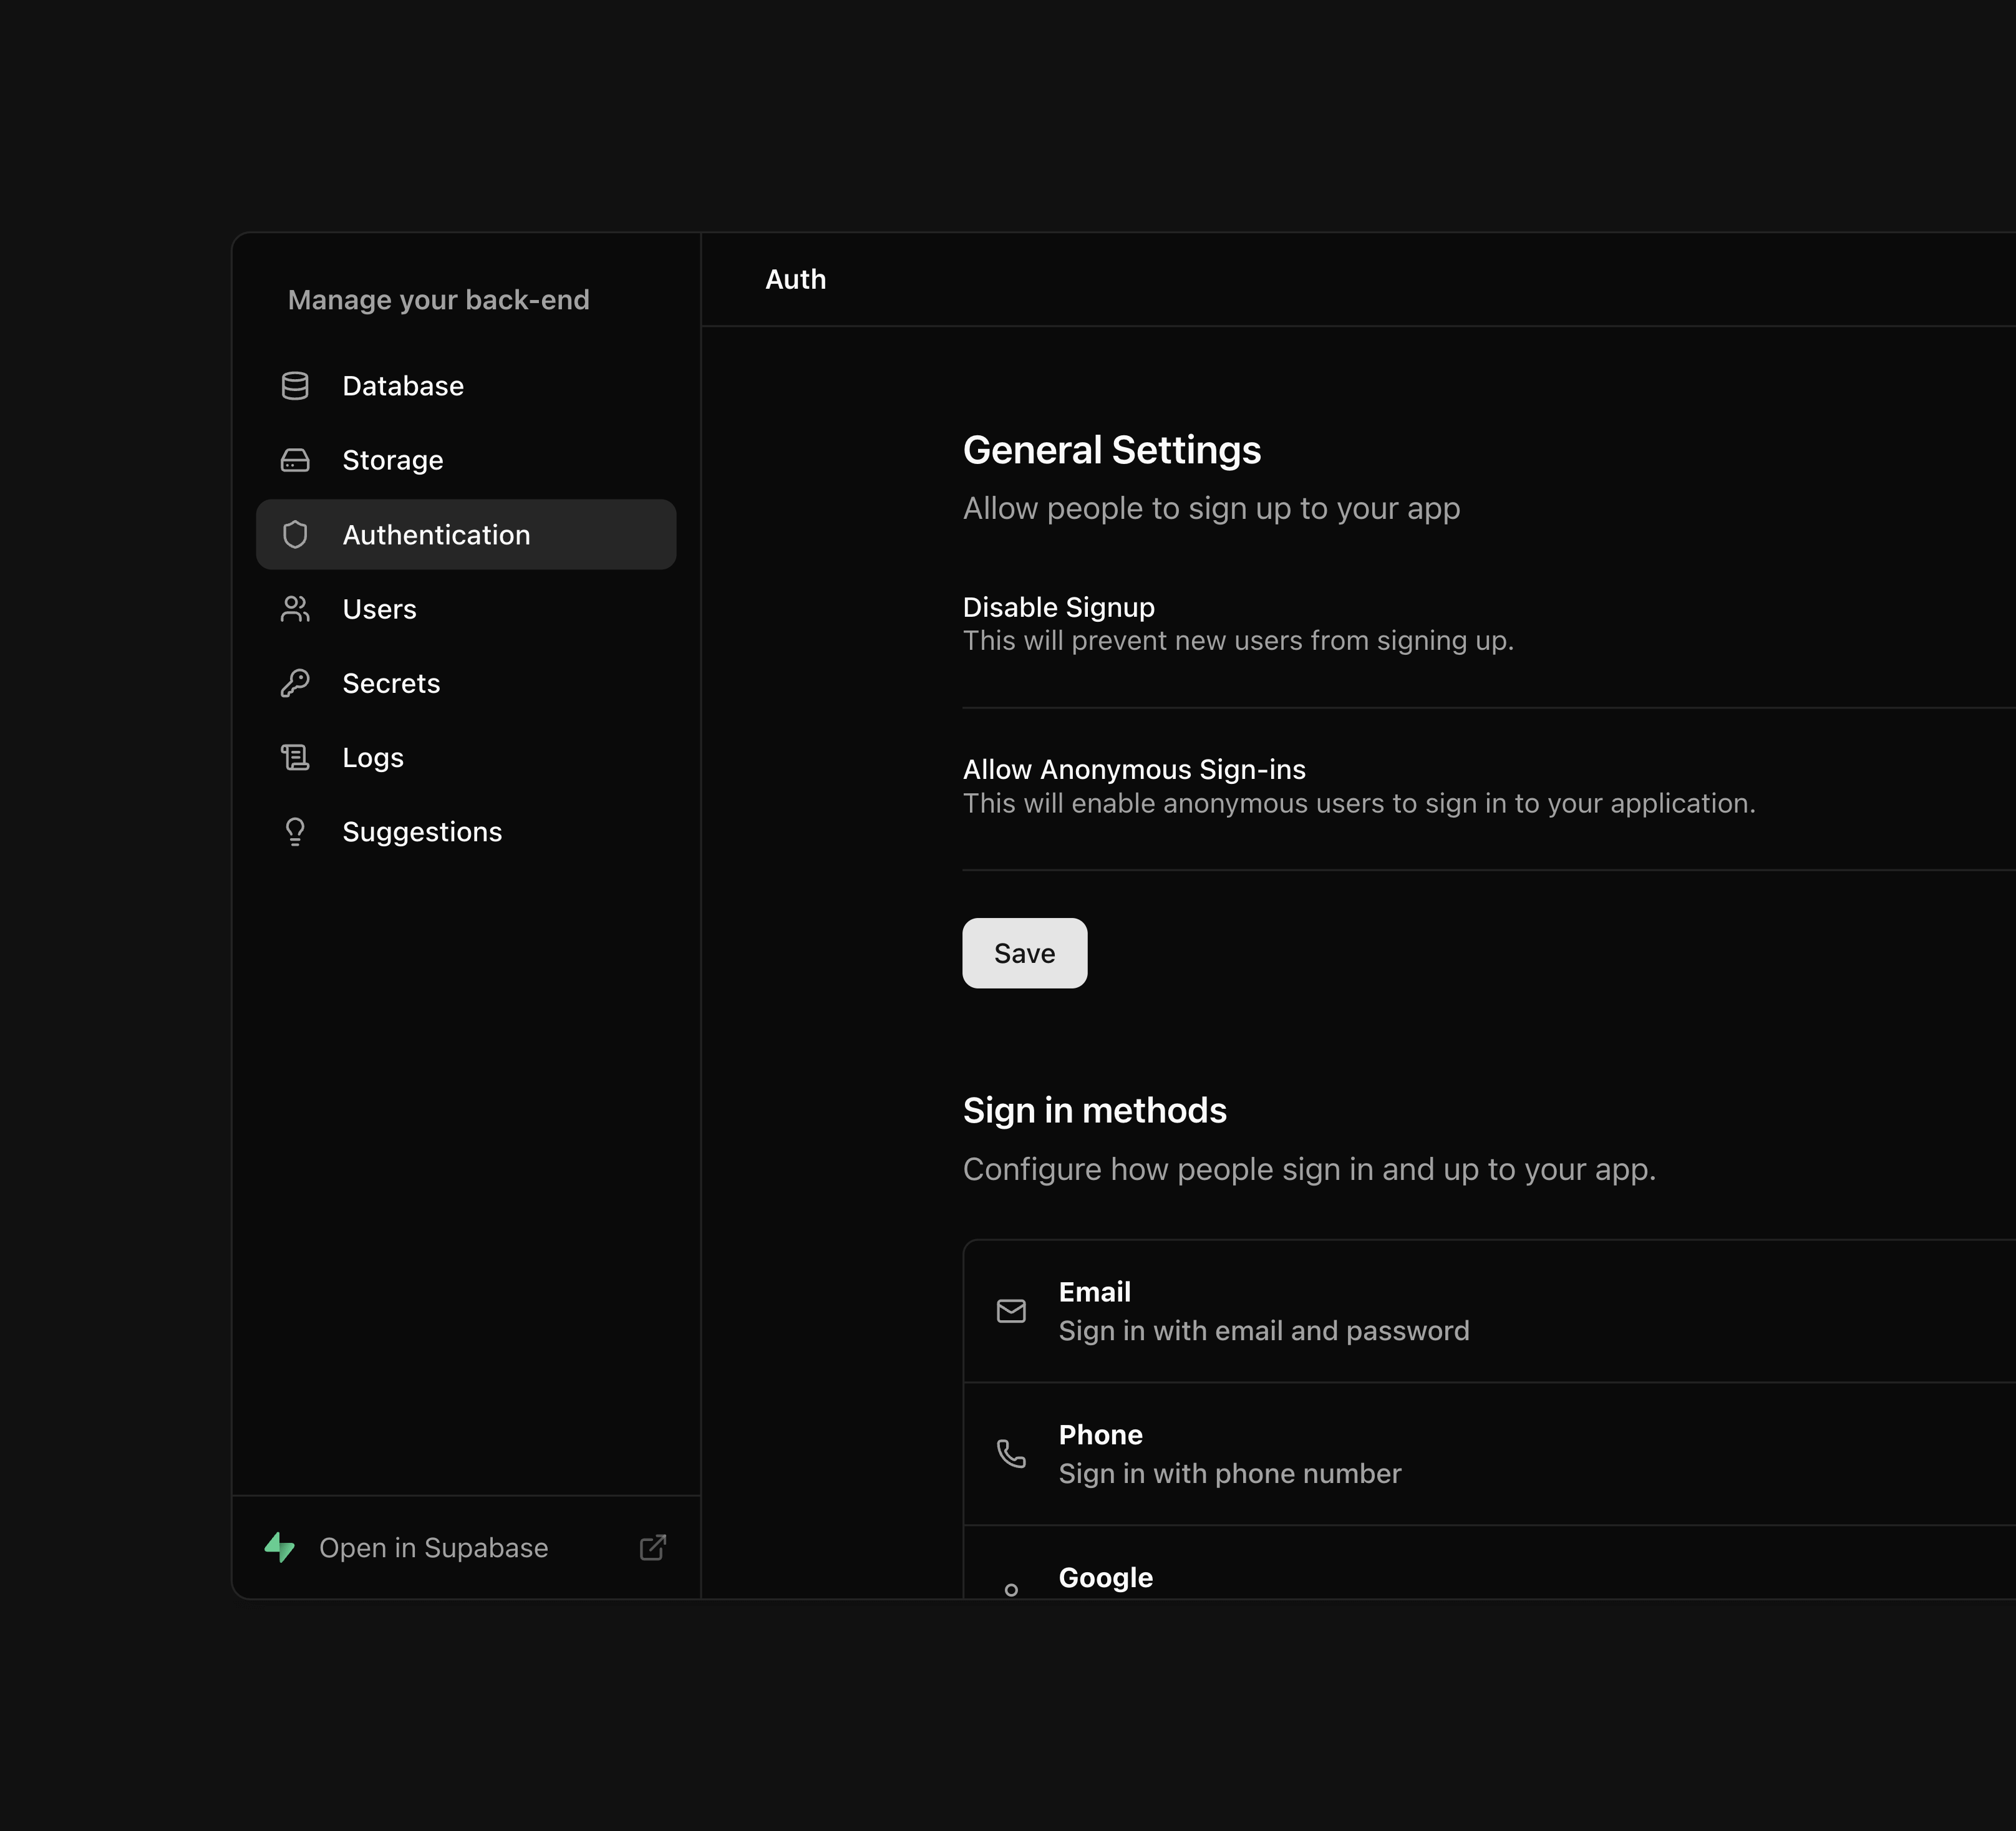 Manage your back-end
Database
Storage
Authentication
Users
Secrets
Logs
Suggestions
Open in Supabase
Auth
General Settings
Allow people to sign up to your app
Disable Signup
This will prevent new users from signing up.
Allow Anonymous Sign-ins
This will enable anonymous users to sign in to your application.
Save
Sign in methods
Configure how people sign in and up to your app.
Email
Sign in with email and password
Phone
Sign in with phone number
Google